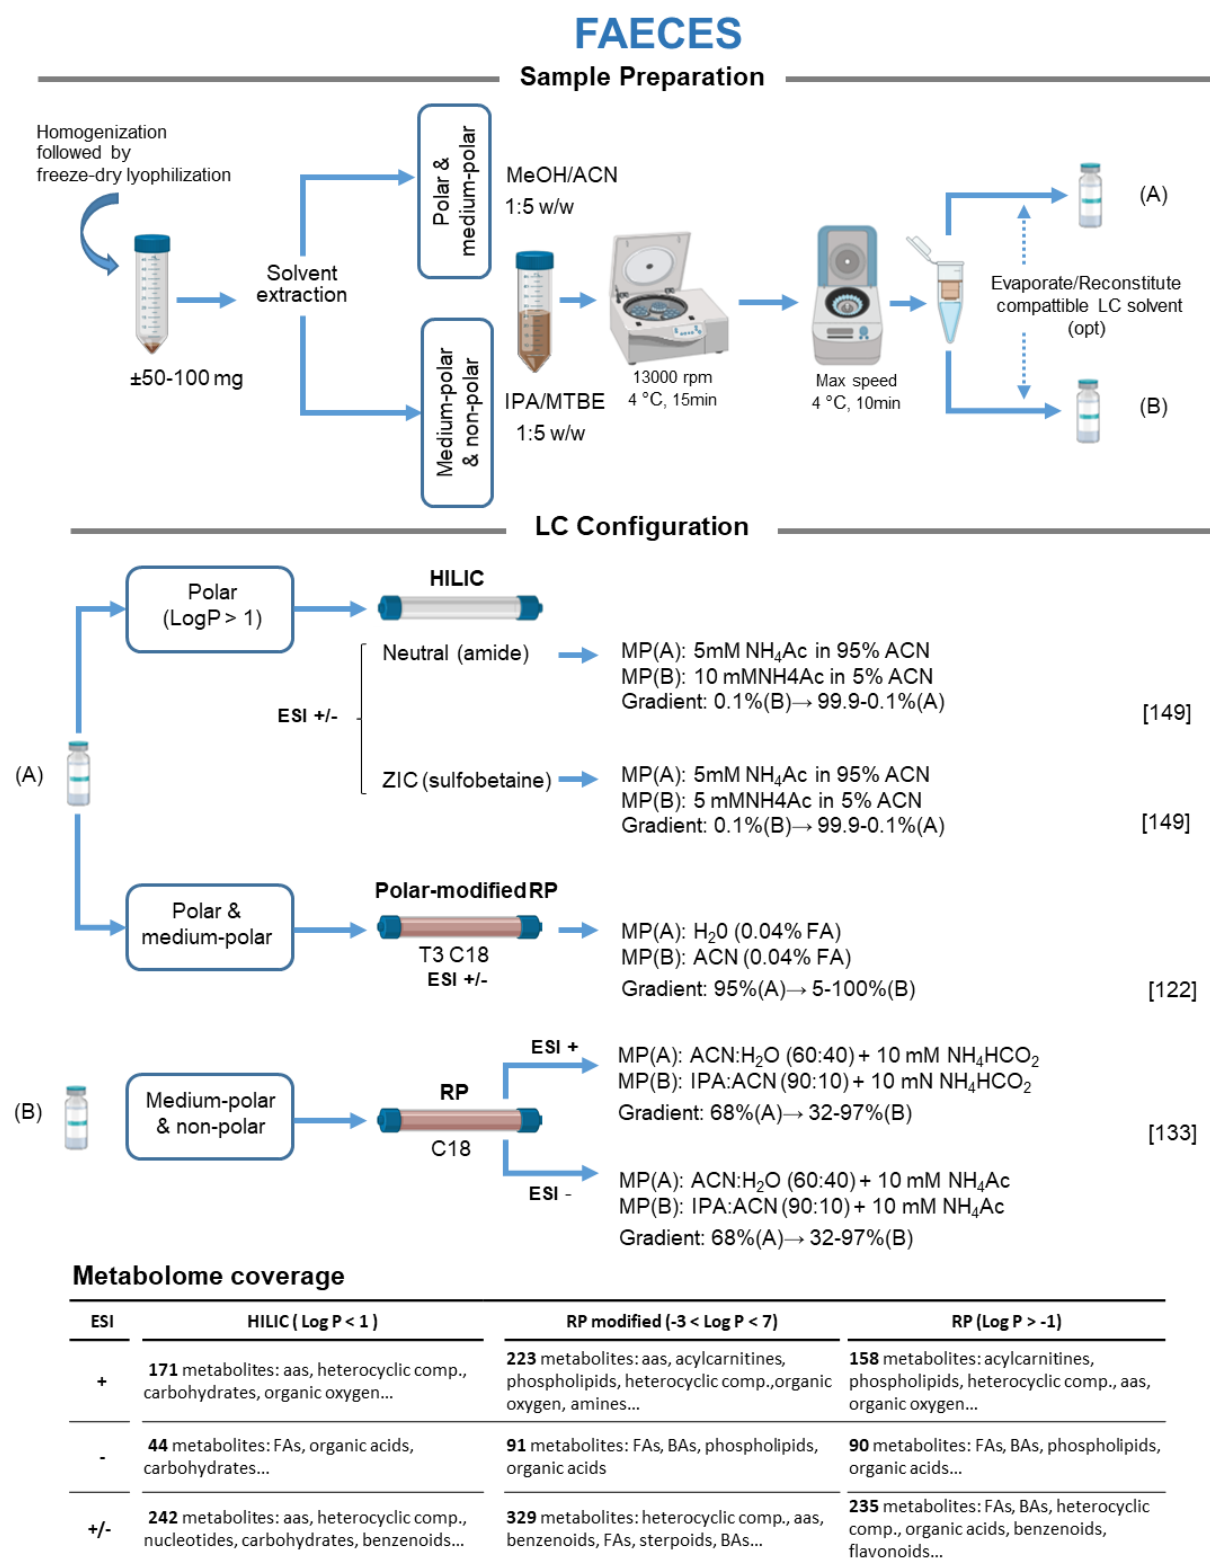 FAECES
Sample Preparation
Homogenization
followed by
freeze-dry lyophilization
±50-100 mg
Solvent
extraction
Polar &
medium-polar
MeOH/ACN
1:5 w/w
Medium-polar
& non-polar
IPA/MTBE
1:5 w/w
13000 rpm
4 °C, 15min
Max speed
4 °C, 10min
(A)
Evaporate/Reconstitute
compattible LC solvent
(opt)
(B)
LC Configuration
(A)
Polar
(LogP > 1)
HILIC
ESI +/-
Neutral (amide)
MP(A): 5mM NH₄Ac in 95% ACN
MP(B): 10 mMNH4Ac in 5% ACN
Gradient: 0.1%(B)→ 99.9-0.1%(A)
[149]
ZIC (sulfobetaine)
MP(A): 5mM NH₄Ac in 95% ACN
MP(B): 5 mMNH4Ac in 5% ACN
Gradient: 0.1%(B)→ 99.9-0.1%(A)
[149]
Polar &
medium-polar
Polar-modified RP
T3 C18
ESI +/-
MP(A): H₂0 (0.04% FA)
MP(B): ACN (0.04% FA)
Gradient: 95%(A)→ 5-100%(B)
[122]
(B)
Medium-polar
& non-polar
RP
C18
ESI +
MP(A): ACN:H₂O (60:40) + 10 mM NH₄HCO₂
MP(B): IPA:ACN (90:10) + 10 mN NH₄HCO₂
Gradient: 68%(A)→ 32-97%(B)
[133]
ESI -
MP(A): ACN:H₂O (60:40) + 10 mM NH₄Ac
MP(B): IPA:ACN (90:10) + 10 mM NH₄Ac
Gradient: 68%(A)→ 32-97%(B)
Metabolome coverage
ESI HILIC ( Log P < 1 ) RP modified (-3 < Log P < 7) RP (Log P > -1)
+
171 metabolites: aas, heterocyclic comp.,
carbohydrates, organic oxygen...
223 metabolites: aas, acylcarnitines,
phospholipids, heterocyclic comp.,organic
oxygen, amines...
158 metabolites: acylcarnitines,
phospholipids, heterocyclic comp., aas,
organic oxygen...
-
44 metabolites: FAs, organic acids,
carbohydrates...
91 metabolites: FAs, BAs, phospholipids,
organic acids
90 metabolites: FAs, BAs, phospholipids,
organic acids...
+/-
242 metabolites: aas, heterocyclic comp.,
nucleotides, carbohydrates, benzenoids...
329 metabolites: heterocyclic comp., aas,
benzenoids, FAs, sterpoids, BAs...
235 metabolites: FAs, BAs, heterocyclic
comp., organic acids, benzenoids,
flavonoids...